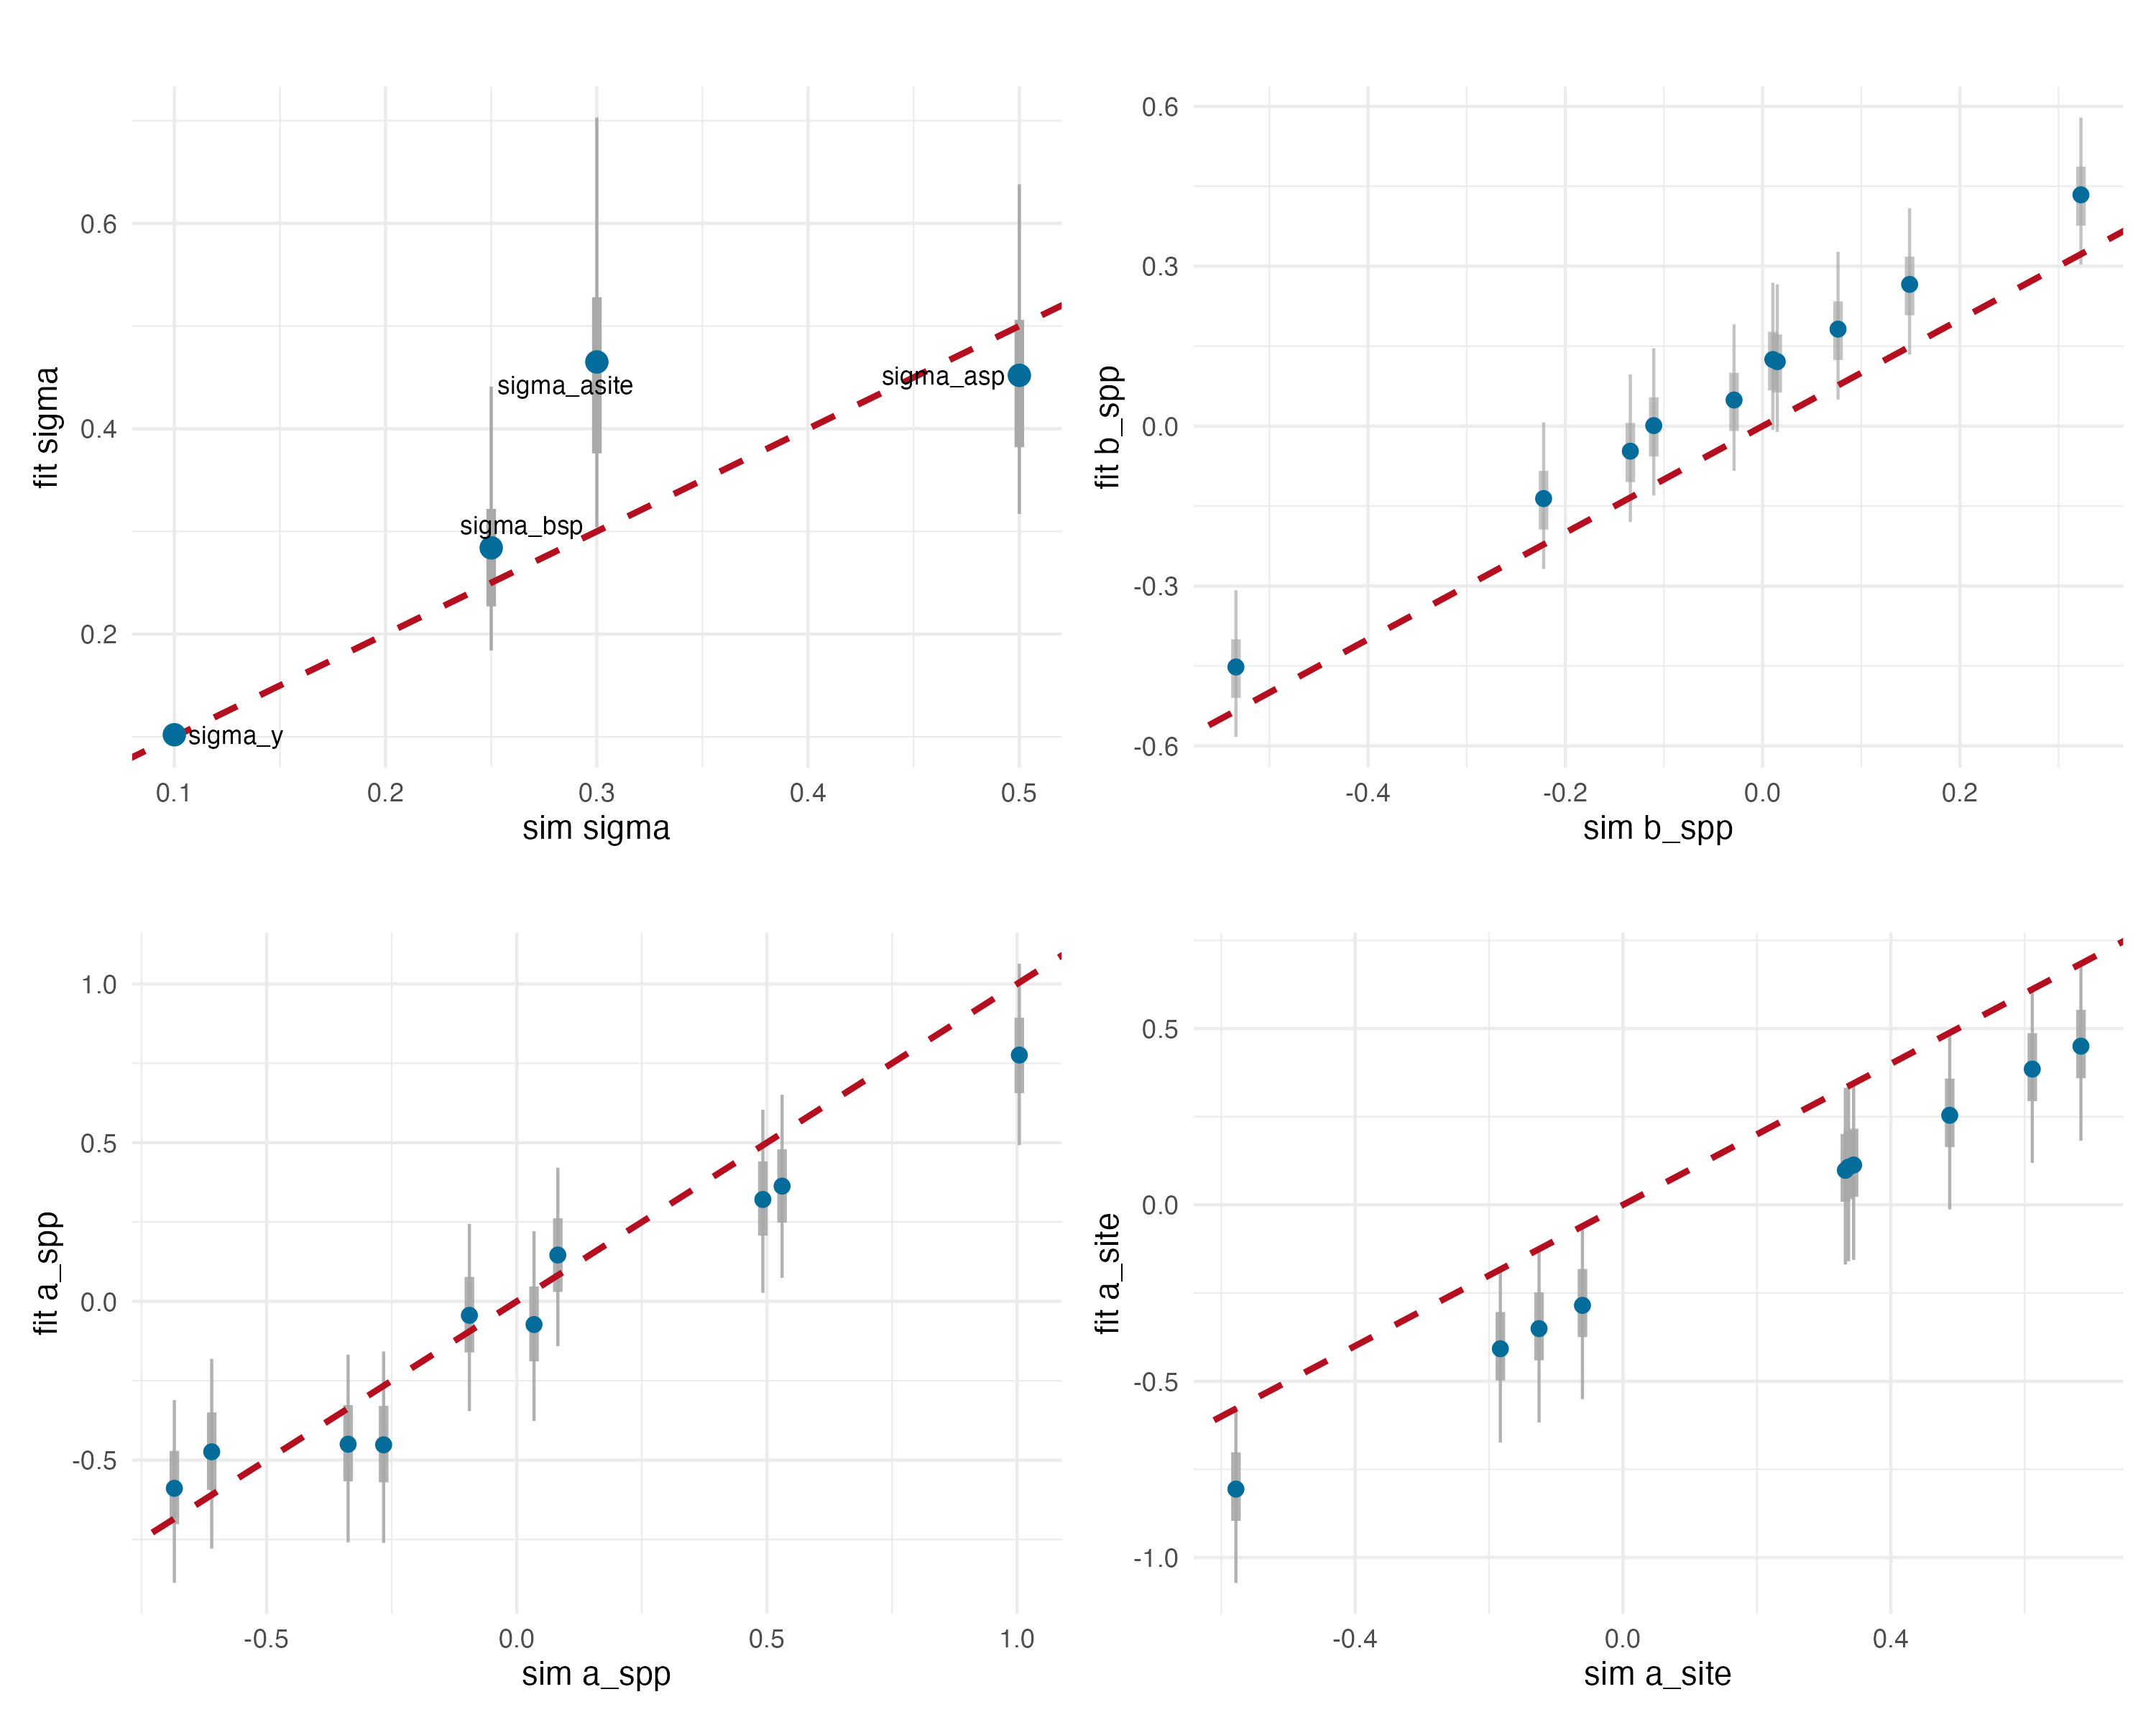 fit sigma
0.6
0.4
0.2
sigma_asite
sigma_asp
sigma_bsp
sigma_y
0.1 0.2 0.3 0.4 0.5
sim sigma
fit b_spp
0.6
0.3
0.0
-0.3
-0.6
-0.4 -0.2 0.0 0.2
sim b_spp
fit a_spp
1.0
0.5
0.0
-0.5
-0.5 0.0 0.5 1.0
sim a_spp
fit a_site
0.5
0.0
-0.5
-1.0
-0.4 0.0 0.4
sim a_site